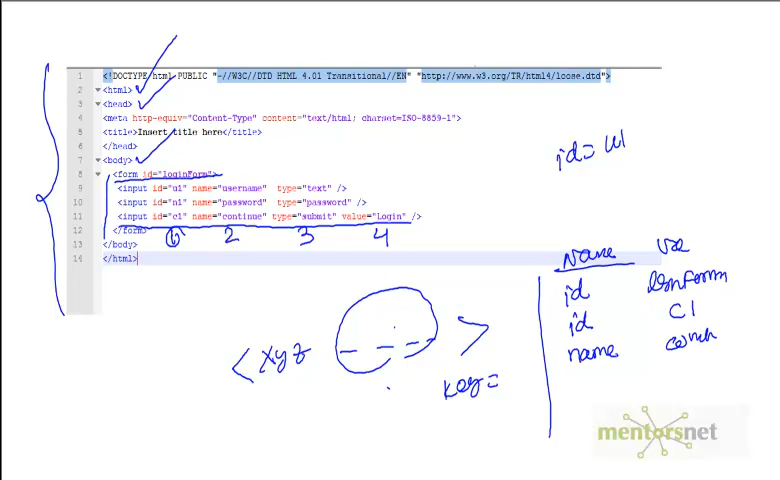 1 <!DOCTYPE html PUBLIC "-//W3C//DTD HTML 4.01 Transitional//EN" "http://www.w3.org/TR/html4/loose.dtd">
2 <html>
3 <head>
4 <meta http-equiv="Content-Type" content="text/html; charset=ISO-8859-1">
5 <title>Insert title here</title>
6 </head>
7 <body>
8 <form id="loginForm">
9 <input id="u1" name="username" type="text" />
10 <input id="n1" name="password" type="password" />
11 <input id="c1" name="continue" type="submit" value="Login" />
12 </form>
13 </body>
14 </html>
1 2 3 4
id= u1
Name
id
id C1
name
<xyz >
key=
mentorsnet